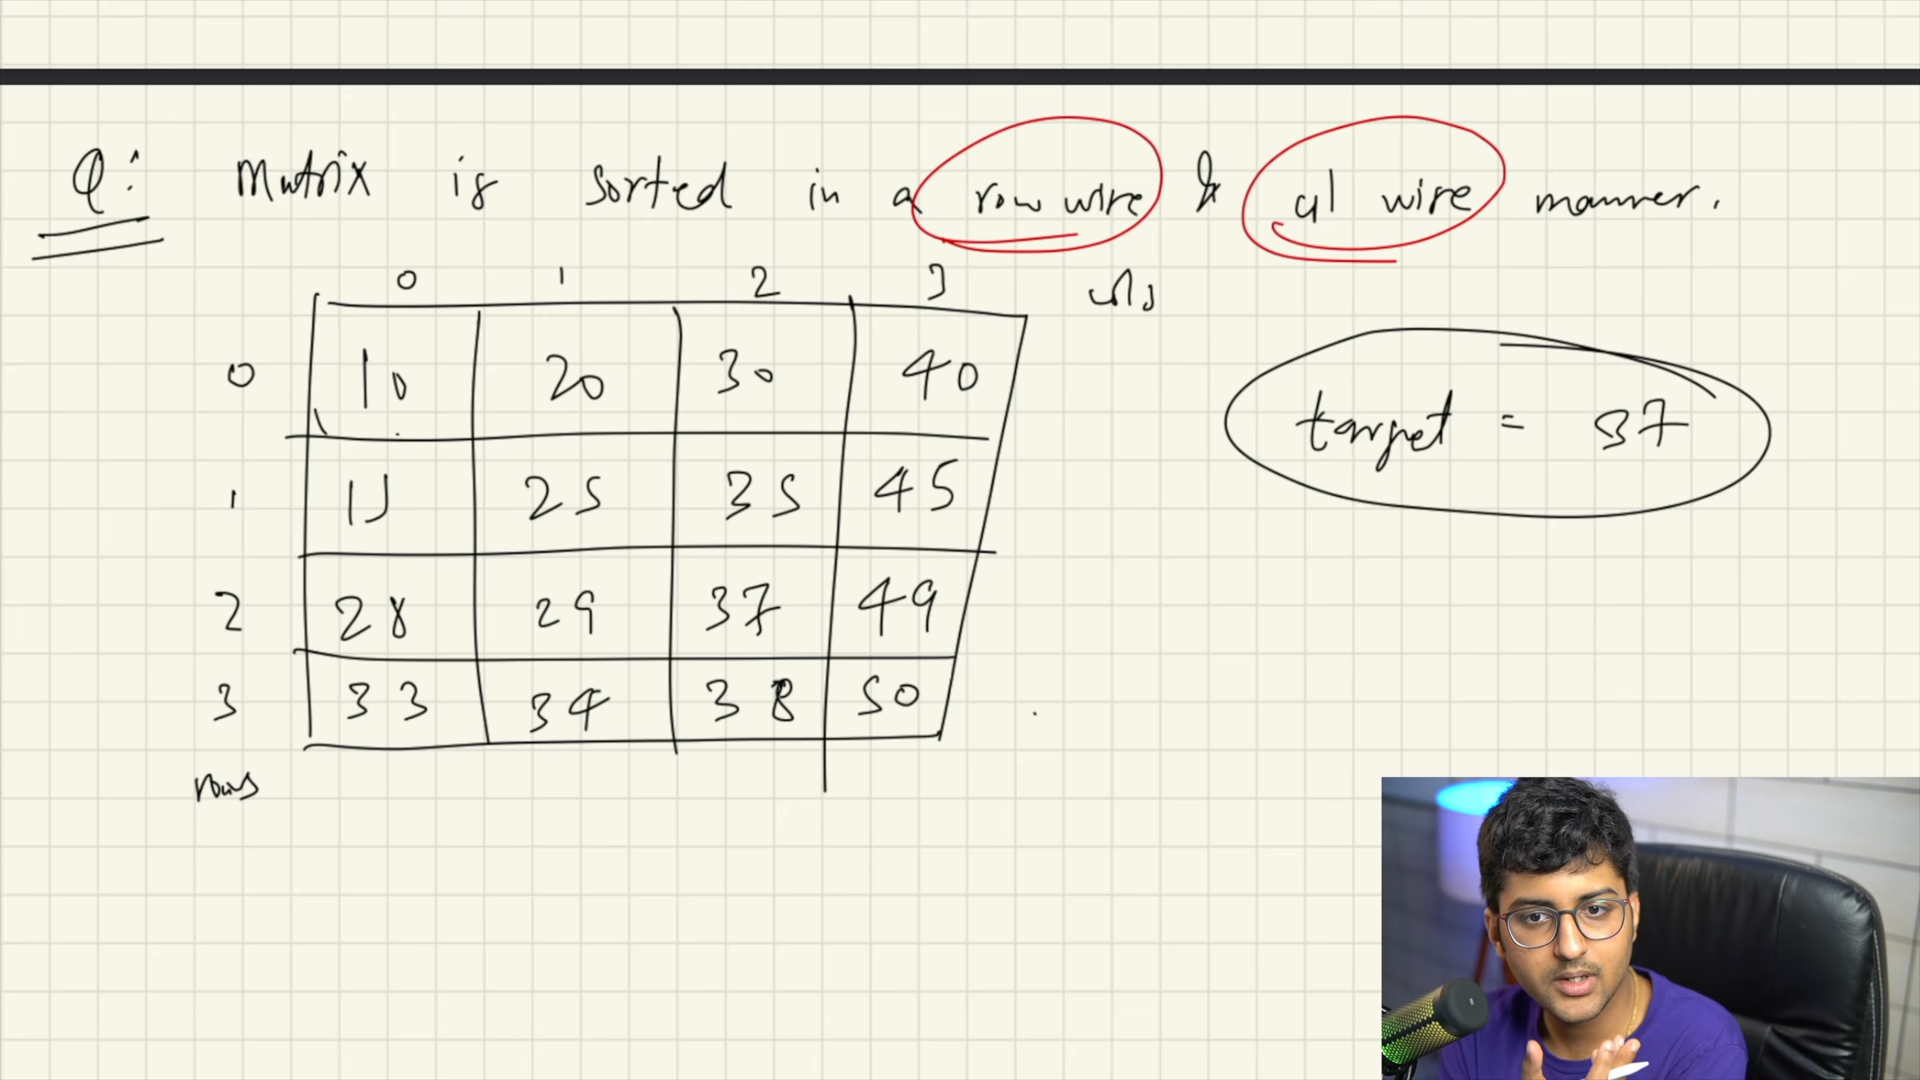 Q: Matrix is sorted in a row wise & col wise manner.
0 1 2 3 cols
0 10 20 30 40
target = 37
1 15 25 35 45
2 28 29 37 49
3 33 34 38 50
rows